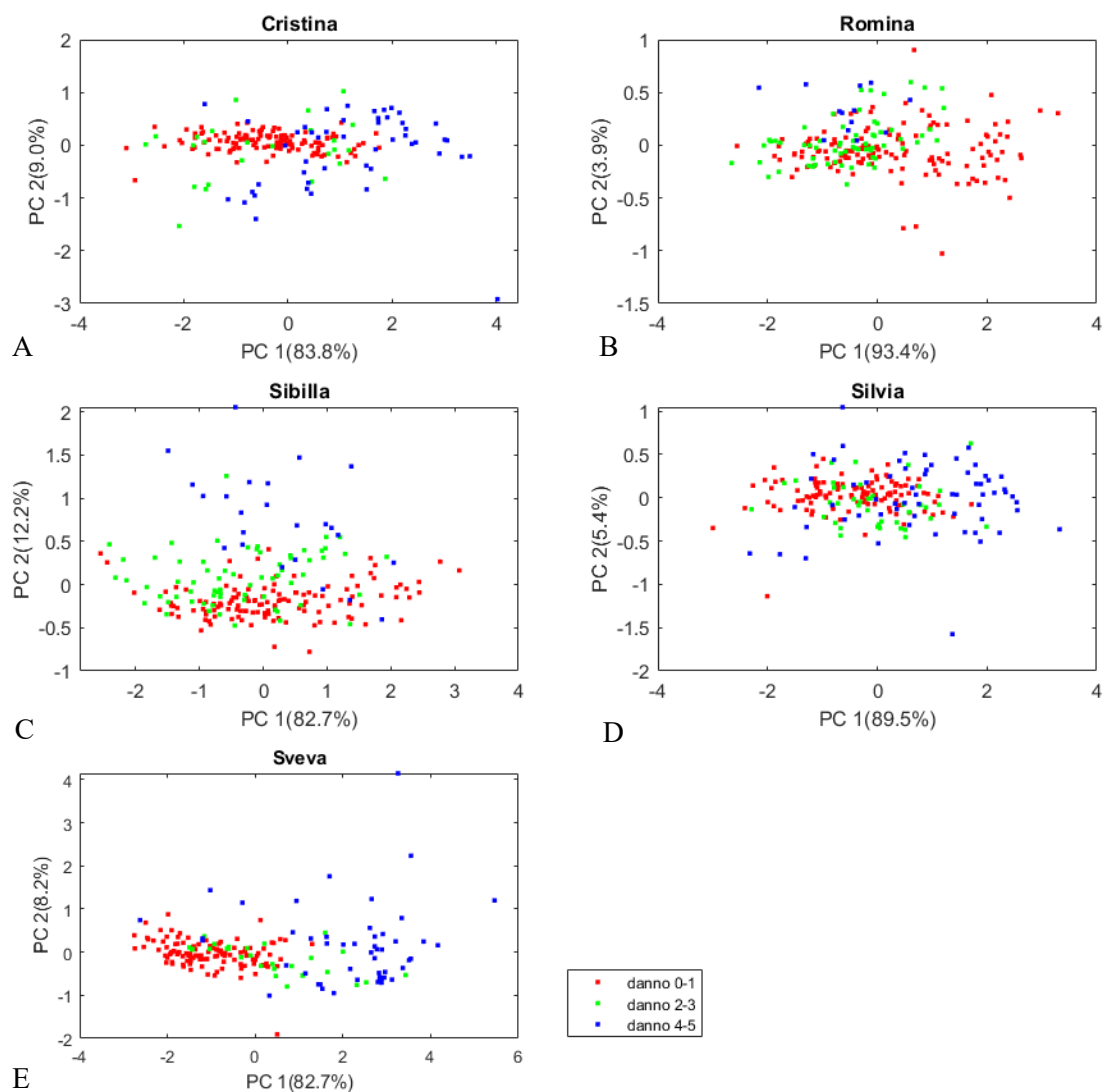 Cristina
2
1
0
-1
-2
-3
PC 2(9.0%)
-4
-2
0
2
4
PC 1(83.8%)
A
Romina
1
0.5
0
-0.5
-1
-1.5
PC 2(3.9%)
-4
-2
0
2
4
PC 1(93.4%)
B
Sibilla
2
1.5
1
0.5
0
-0.5
-1
PC 2(12.2%)
-2
-1
0
1
2
3
4
PC 1(82.7%)
C
Silvia
1
0.5
0
-0.5
-1
-1.5
-2
PC 2(5.4%)
-4
-2
0
2
4
PC 1(89.5%)
D
Sveva
4
3
2
1
0
-1
-2
PC 2(8.2%)
-4
-2
0
2
4
6
PC 1(82.7%)
E
danno 0-1
danno 2-3
danno 4-5